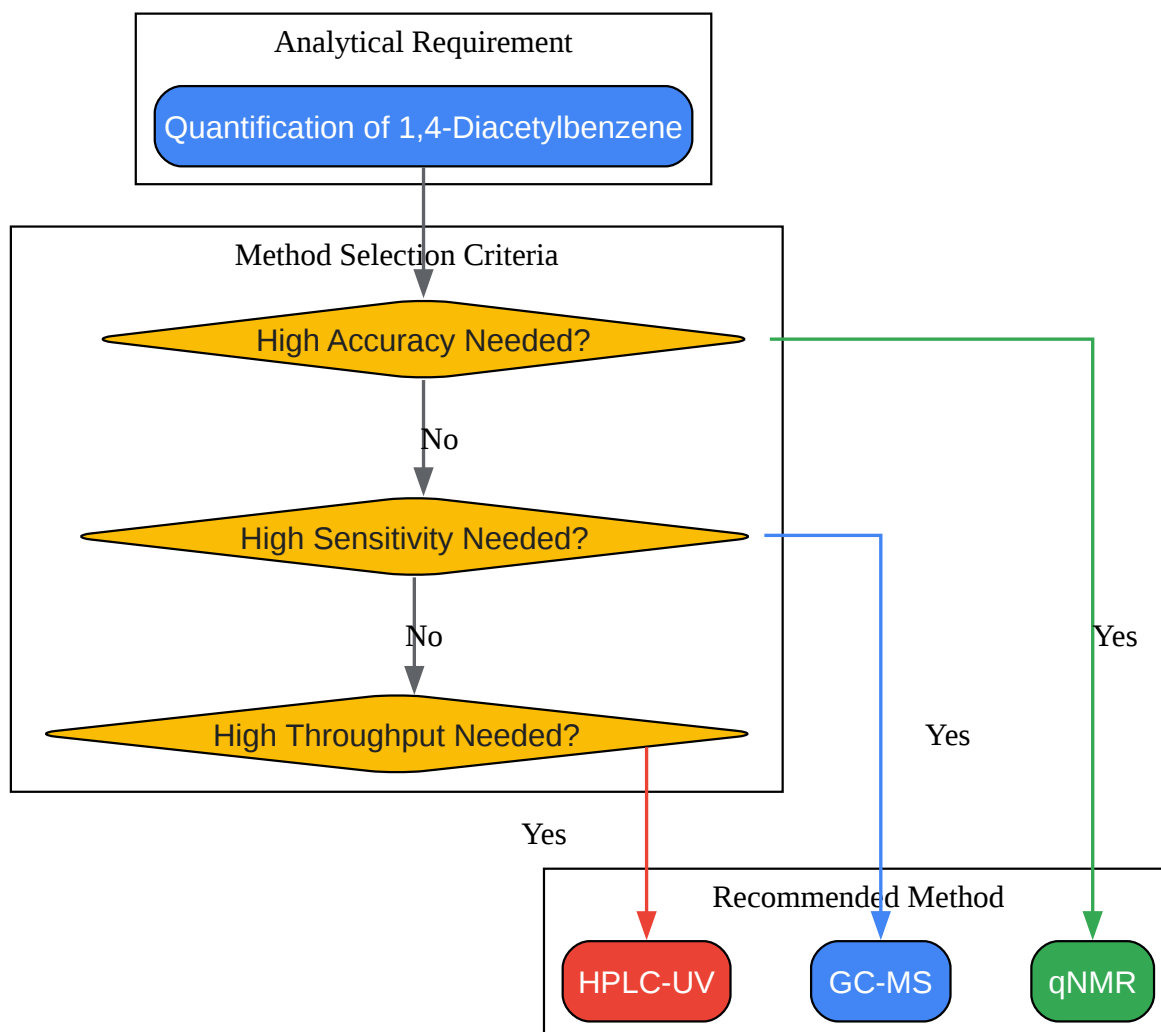 Analytical Requirement
Quantification of 1,4-Diacetylbenzene
Method Selection Criteria
High Accuracy Needed?
No
High Sensitivity Needed?
No
Yes
High Throughput Needed?
Yes
Yes
Recommended Method
HPLC-UV
GC-MS
qNMR